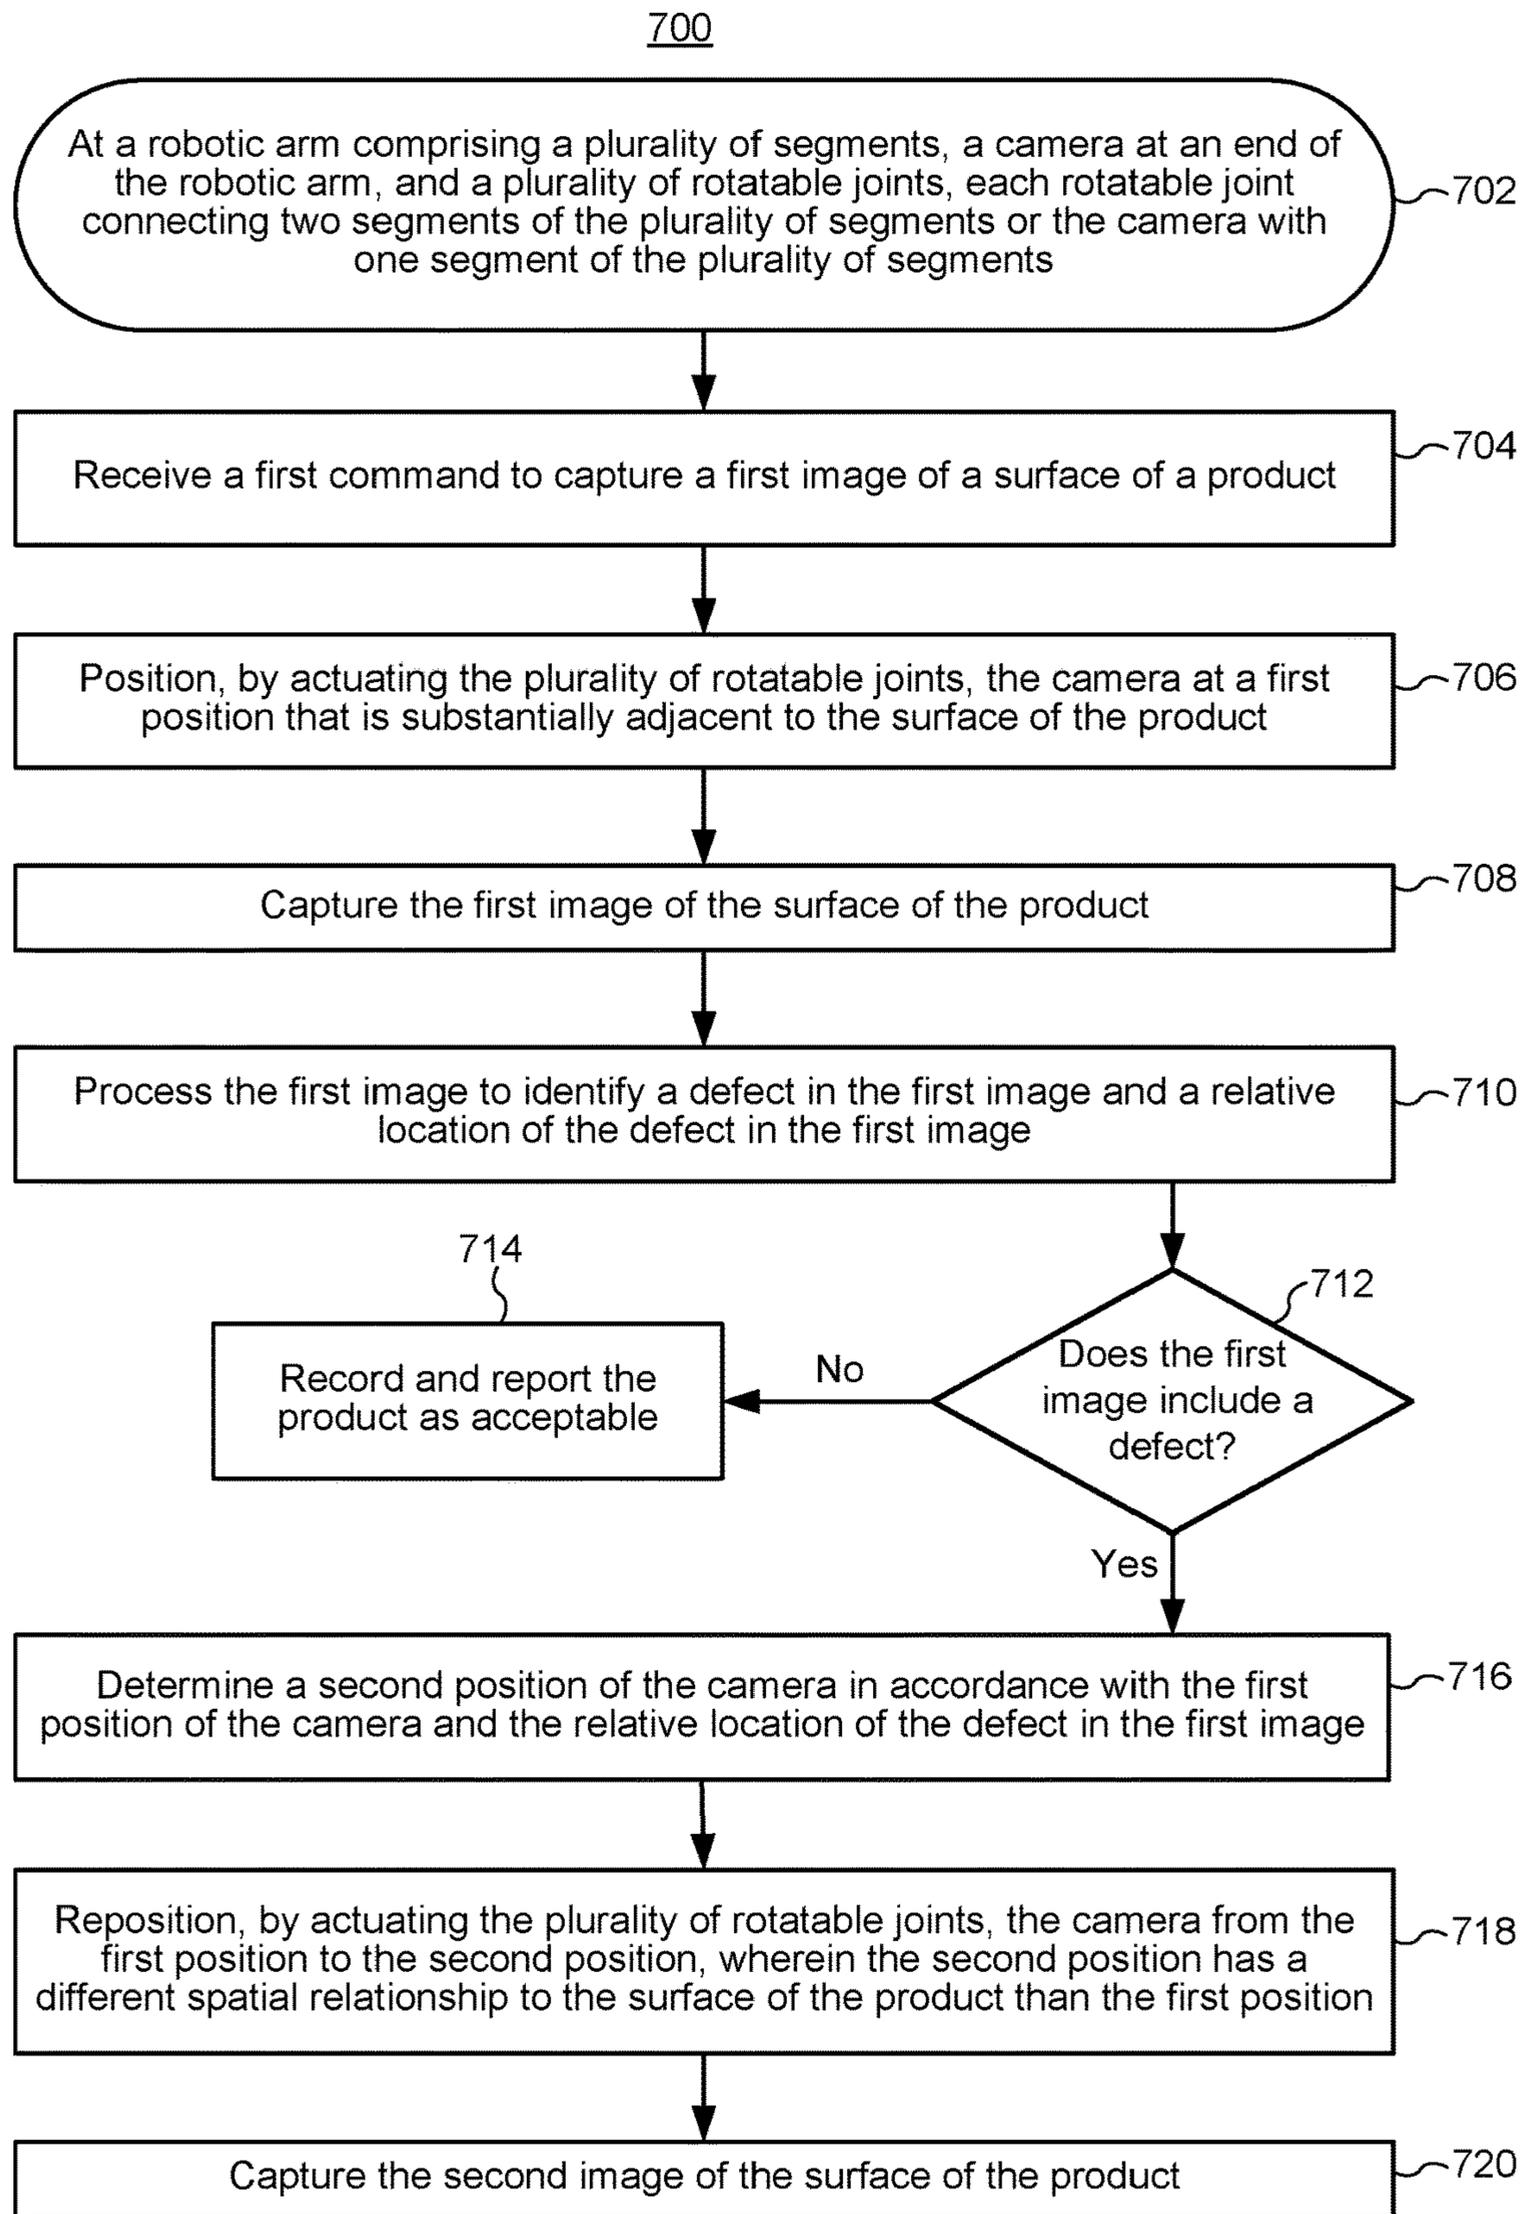 700
At a robotic arm comprising a plurality of segments, a camera at an end of
the robotic arm, and a plurality of rotatable joints, each rotatable joint
connecting two segments of the plurality of segments or the camera with
one segment of the plurality of segments
702
Receive a first command to capture a first image of a surface of a product
704
Position, by actuating the plurality of rotatable joints, the camera at a first
position that is substantially adjacent to the surface of the product
706
Capture the first image of the surface of the product
708
Process the first image to identify a defect in the first image and a relative
location of the defect in the first image
710
714
712
Does the first
image include a
defect?
No
Record and report the
product as acceptable
Yes
Determine a second position of the camera in accordance with the first
position of the camera and the relative location of the defect in the first image
716
Reposition, by actuating the plurality of rotatable joints, the camera from the
first position to the second position, wherein the second position has a
different spatial relationship to the surface of the product than the first position
718
Capture the second image of the surface of the product
720